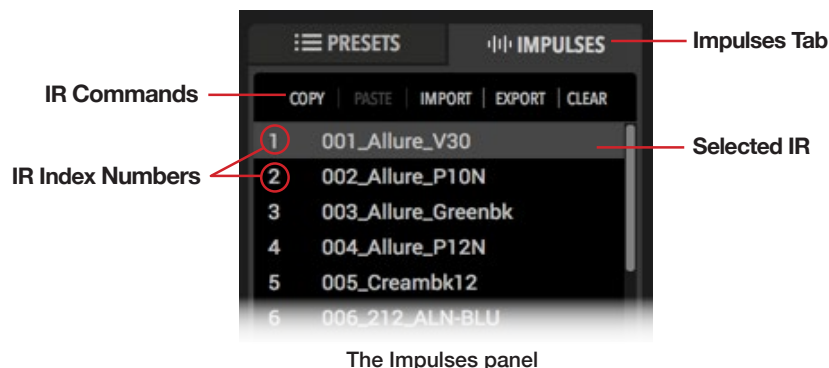 PRESETS IMPULSES Impulses Tab
IR Commands COPY PASTE IMPORT EXPORT CLEAR
1 001_Allure_V30 Selected IR
IR Index Numbers 2 002_Allure_P10N
3 003_Allure_Greenbk
4 004_Allure_P12N
5 005_Creambk12
6 006_212_ALN-BLU
The Impulses panel